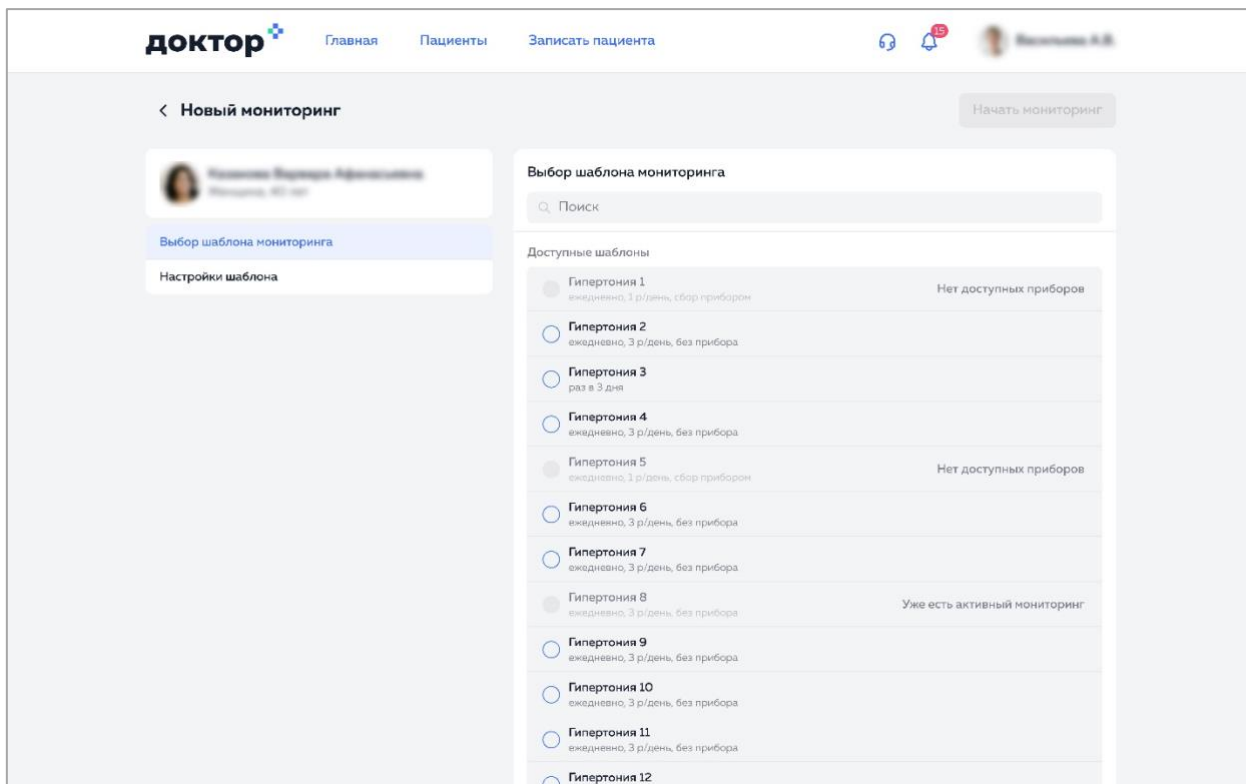 доктор
Главная
Пациенты
Записать пациента
15
Новый мониторинг
Начать мониторинг
Выбор шаблона мониторинга
Настройки шаблона
Выбор шаблона мониторинга
Поиск
Доступные шаблоны
Гипертония 1
ежедневно, 1 р/день, сбор прибором
Нет доступных приборов
Гипертония 2
ежедневно, 3 р/день, без прибора
Гипертония 3
раз в 3 дня
Гипертония 4
ежедневно, 3 р/день, без прибора
Гипертония 5
ежедневно, 1 р/день, сбор прибором
Нет доступных приборов
Гипертония 6
ежедневно, 3 р/день, без прибора
Гипертония 7
ежедневно, 3 р/день, без прибора
Гипертония 8
ежедневно, 3 р/день, без прибора
Уже есть активный мониторинг
Гипертония 9
ежедневно, 3 р/день, без прибора
Гипертония 10
ежедневно, 3 р/день, без прибора
Гипертония 11
ежедневно, 3 р/день, без прибора
Гипертония 12